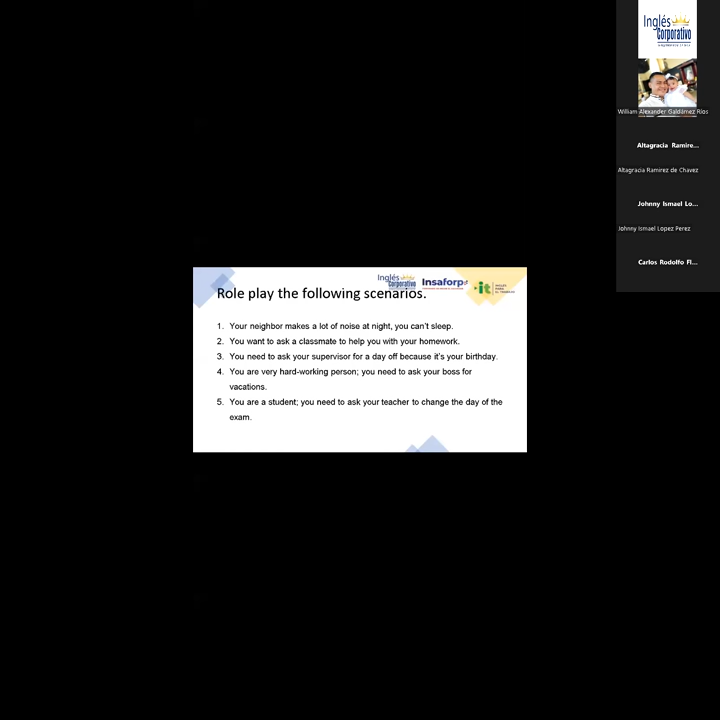 Inglés
Corporativo
William Alexander Galdámez Ríos
Altagracia Ramire...
Altagracia Ramirez de Chavez
Johnny Ismael Lo...
Johnny Ismael Lopez Perez
Carlos Rodolfo Fl...
Inglés
Corporativo
Insaforp
it
Role play the following scenarios.
1. Your neighbor makes a lot of noise at night, you can't sleep.
2. You want to ask a classmate to help you with your homework.
3. You need to ask your supervisor for a day off because it's your birthday.
4. You are very hard-working person; you need to ask your boss for
vacations.
5. You are a student; you need to ask your teacher to change the day of the
exam.